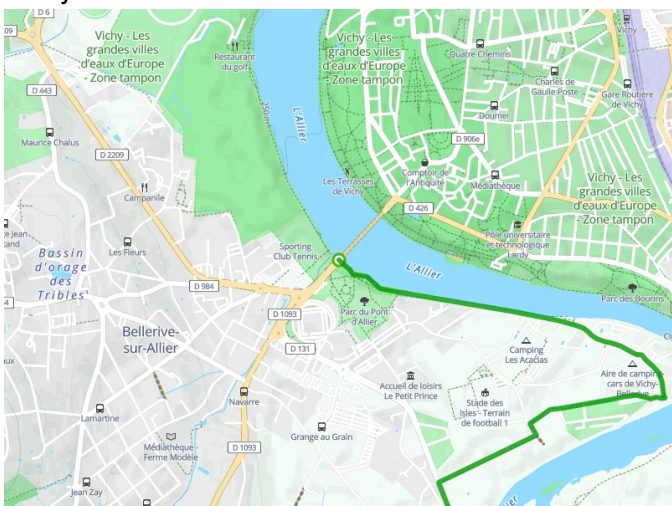 D 6
Vichy - Les
grandes villes
d'eaux d'Europe
- Zone tampon
Restaurant
du golf
Vichy - Les
grandes villes
d'eaux d'Europe
- Zone tampon
Quatre Chemins
Vichy
D 443
250m
L'Allier
Charles de
Gaulle Poste
Gare Routière
de Vichy
Doumer
Maurice Chalus
D 2209
D 906e
Comptoir de
l'Antiquité
Médiathèque
Vichy - Les
grandes villes
d'eaux d'Europe
- Zone tampon
Les Terrasses
de Vichy
Campanile
D 426
Pôle universitaire
et technologique
Lardy
Sporting
Club Tennis
Les Fleurs
Bassin
d'orage
des
Tribles'
L'Allier
D 984
Parc des Bourins
Parc du Pont
d'Allier
D 1093
Bellerive-
sur-Allier
D 131
Camping
Les Acacias
Aire de camping-
cars de Vichy-
Bellerive
Accueil de loisirs
Le Petit Prince
Stade des
Isles - Terrain
de football 1
Navarre
Lamartine
Grange au Grain
D 1093
Médiathèque
Ferme Modèle
Jean Zay